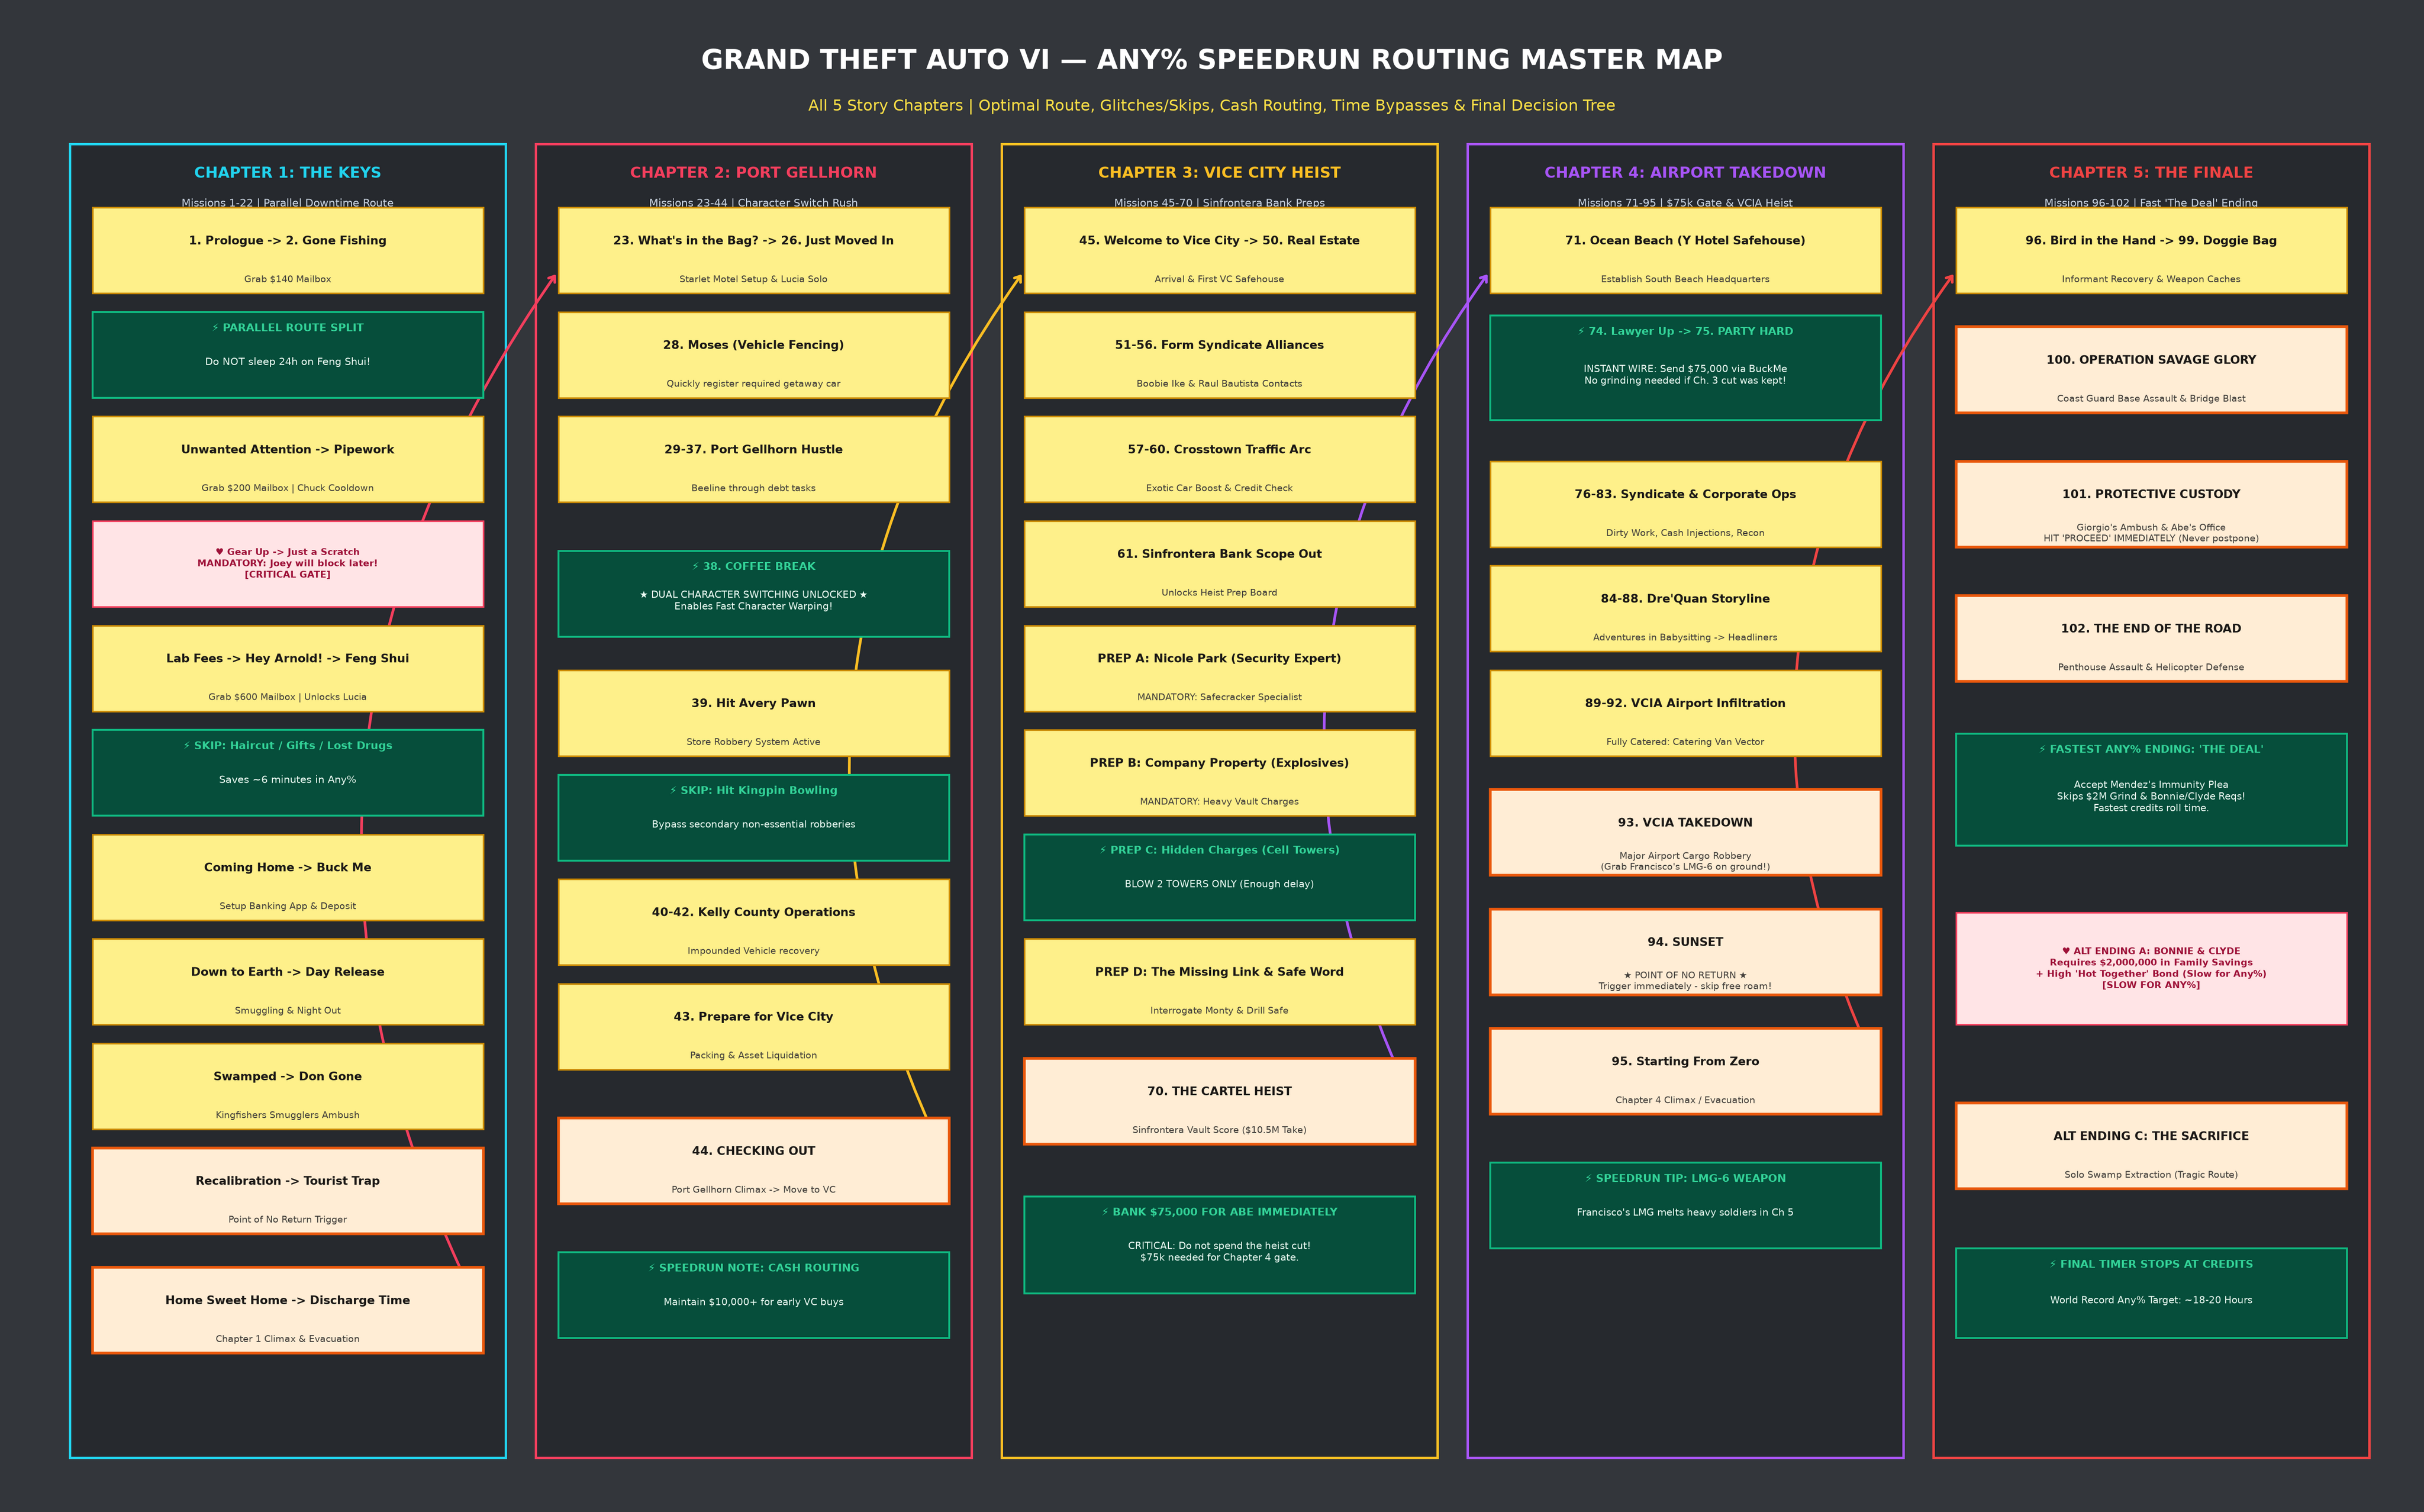 GRAND THEFT AUTO VI — ANY% SPEEDRUN ROUTING MASTER MAP
All 5 Story Chapters | Optimal Route, Glitches/Skips, Cash Routing, Time Bypasses & Final Decision Tree
CHAPTER 1: THE KEYS
Missions 1-22 | Parallel Downtime Route
1. Prologue -> 2. Gone Fishing
Grab $140 Mailbox
⚡ PARALLEL ROUTE SPLIT
Do NOT sleep 24h on Feng Shui!
Unwanted Attention -> Pipework
Grab $200 Mailbox | Chuck Cooldown
♥ Gear Up -> Just a Scratch
MANDATORY: Joey will block later!
[CRITICAL GATE]
Lab Fees -> Hey Arnold! -> Feng Shui
Grab $600 Mailbox | Unlocks Lucia
⚡ SKIP: Haircut / Gifts / Lost Drugs
Saves ~6 minutes in Any%
Coming Home -> Buck Me
Setup Banking App & Deposit
Down to Earth -> Day Release
Smuggling & Night Out
Swamped -> Don Gone
Kingfishers Smugglers Ambush
Recalibration -> Tourist Trap
Point of No Return Trigger
Home Sweet Home -> Discharge Time
Chapter 1 Climax & Evacuation
CHAPTER 2: PORT GELLHORN
Missions 23-44 | Character Switch Rush
23. What's in the Bag? -> 26. Just Moved In
Starlet Motel Setup & Lucia Solo
28. Moses (Vehicle Fencing)
Quickly register required getaway car
29-37. Port Gellhorn Hustle
Beeline through debt tasks
⚡ 38. COFFEE BREAK
★ DUAL CHARACTER SWITCHING UNLOCKED ★
Enables Fast Character Warping!
39. Hit Avery Pawn
Store Robbery System Active
⚡ SKIP: Hit Kingpin Bowling
Bypass secondary non-essential robberies
40-42. Kelly County Operations
Impounded Vehicle recovery
43. Prepare for Vice City
Packing & Asset Liquidation
44. CHECKING OUT
Port Gellhorn Climax -> Move to VC
⚡ SPEEDRUN NOTE: CASH ROUTING
Maintain $10,000+ for early VC buys
CHAPTER 3: VICE CITY HEIST
Missions 45-70 | Sinfrontera Bank Preps
45. Welcome to Vice City -> 50. Real Estate
Arrival & First VC Safehouse
51-56. Form Syndicate Alliances
Boobie Ike & Raul Bautista Contacts
57-60. Crosstown Traffic Arc
Exotic Car Boost & Credit Check
61. Sinfrontera Bank Scope Out
Unlocks Heist Prep Board
PREP A: Nicole Park (Security Expert)
MANDATORY: Safecracker Specialist
PREP B: Company Property (Explosives)
MANDATORY: Heavy Vault Charges
⚡ PREP C: Hidden Charges (Cell Towers)
BLOW 2 TOWERS ONLY (Enough delay)
PREP D: The Missing Link & Safe Word
Interrogate Monty & Drill Safe
70. THE CARTEL HEIST
Sinfrontera Vault Score ($10.5M Take)
⚡ BANK $75,000 FOR ABE IMMEDIATELY
CRITICAL: Do not spend the heist cut!
$75k needed for Chapter 4 gate.
CHAPTER 4: AIRPORT TAKEDOWN
Missions 71-95 | $75k Gate & VCIA Heist
71. Ocean Beach (Y Hotel Safehouse)
Establish South Beach Headquarters
⚡ 74. Lawyer Up -> 75. PARTY HARD
INSTANT WIRE: Send $75,000 via BuckMe
No grinding needed if Ch. 3 cut was kept!
76-83. Syndicate & Corporate Ops
Dirty Work, Cash Injections, Recon
84-88. Dre'Quan Storyline
Adventures in Babysitting -> Headliners
89-92. VCIA Airport Infiltration
Fully Catered: Catering Van Vector
93. VCIA TAKEDOWN
Major Airport Cargo Robbery
(Grab Francisco's LMG-6 on ground!)
94. SUNSET
★ POINT OF NO RETURN ★
Trigger immediately - skip free roam!
95. Starting From Zero
Chapter 4 Climax / Evacuation
⚡ SPEEDRUN TIP: LMG-6 WEAPON
Francisco's LMG melts heavy soldiers in Ch 5
CHAPTER 5: THE FINALE
Missions 96-102 | Fast 'The Deal' Ending
96. Bird in the Hand -> 99. Doggie Bag
Informant Recovery & Weapon Caches
100. OPERATION SAVAGE GLORY
Coast Guard Base Assault & Bridge Blast
101. PROTECTIVE CUSTODY
Giorgio's Ambush & Abe's Office
HIT 'PROCEED' IMMEDIATELY (Never postpone)
102. THE END OF THE ROAD
Penthouse Assault & Helicopter Defense
⚡ FASTEST ANY% ENDING: 'THE DEAL'
Accept Mendez's Immunity Plea
Skips $2M Grind & Bonnie/Clyde Reqs!
Fastest credits roll time.
♥ ALT ENDING A: BONNIE & CLYDE
Requires $2,000,000 in Family Savings
+ High 'Hot Together' Bond (Slow for Any%)
[SLOW FOR ANY%]
ALT ENDING C: THE SACRIFICE
Solo Swamp Extraction (Tragic Route)
⚡ FINAL TIMER STOPS AT CREDITS
World Record Any% Target: ~18-20 Hours